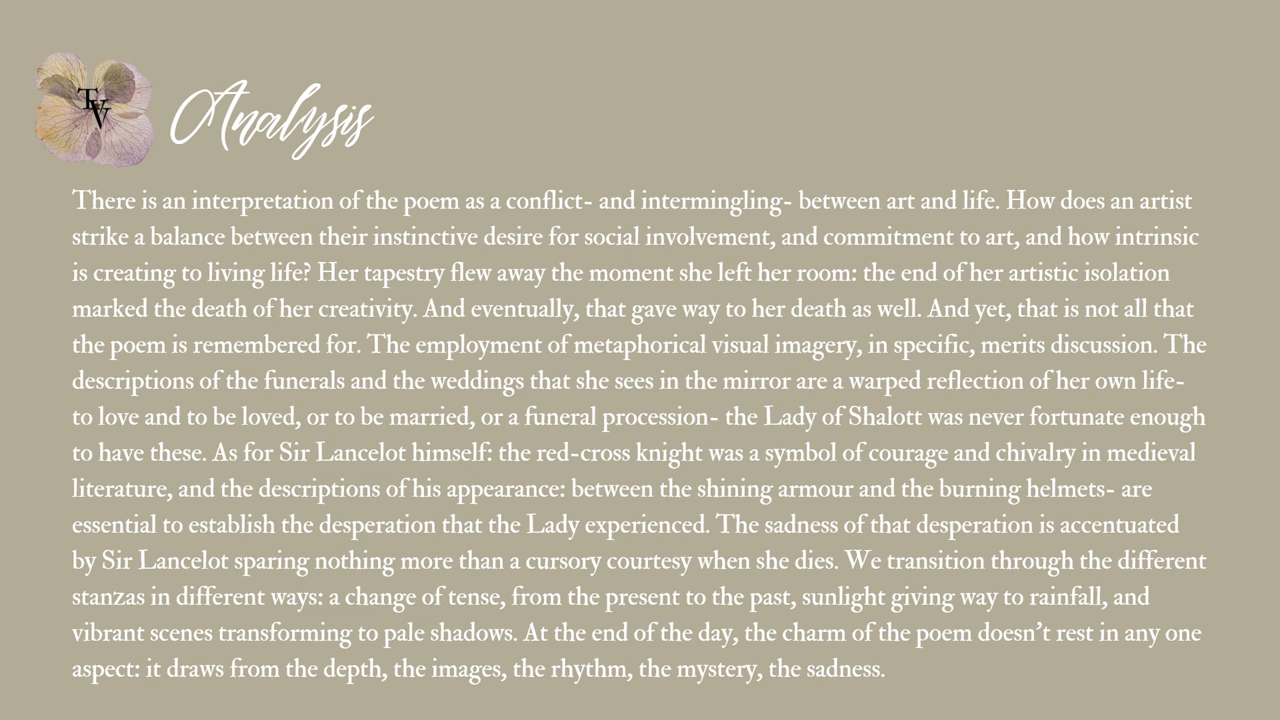 TV
Analysis
There is an interpretation of the poem as a conflict- and intermingling- between art and life. How does an artist
strike a balance between their instinctive desire for social involvement, and commitment to art, and how intrinsic
is creating to living life? Her tapestry flew away the moment she left her room: the end of her artistic isolation
marked the death of her creativity. And eventually, that gave way to her death as well. And yet, that is not all that
the poem is remembered for. The employment of metaphorical visual imagery, in specific, merits discussion. The
descriptions of the funerals and the weddings that she sees in the mirror are a warped reflection of her own life-
to love and to be loved, or to be married, or a funeral procession- the Lady of Shalott was never fortunate enough
to have these. As for Sir Lancelot himself: the red-cross knight was a symbol of courage and chivalry in medieval
literature, and the descriptions of his appearance: between the shining armour and the burning helmets- are
essential to establish the desperation that the Lady experienced. The sadness of that desperation is accentuated
by Sir Lancelot sparing nothing more than a cursory courtesy when she dies. We transition through the different
stanzas in different ways: a change of tense, from the present to the past, sunlight giving way to rainfall, and
vibrant scenes transforming to pale shadows. At the end of the day, the charm of the poem doesn't rest in any one
aspect: it draws from the depth, the images, the rhythm, the mystery, the sadness.